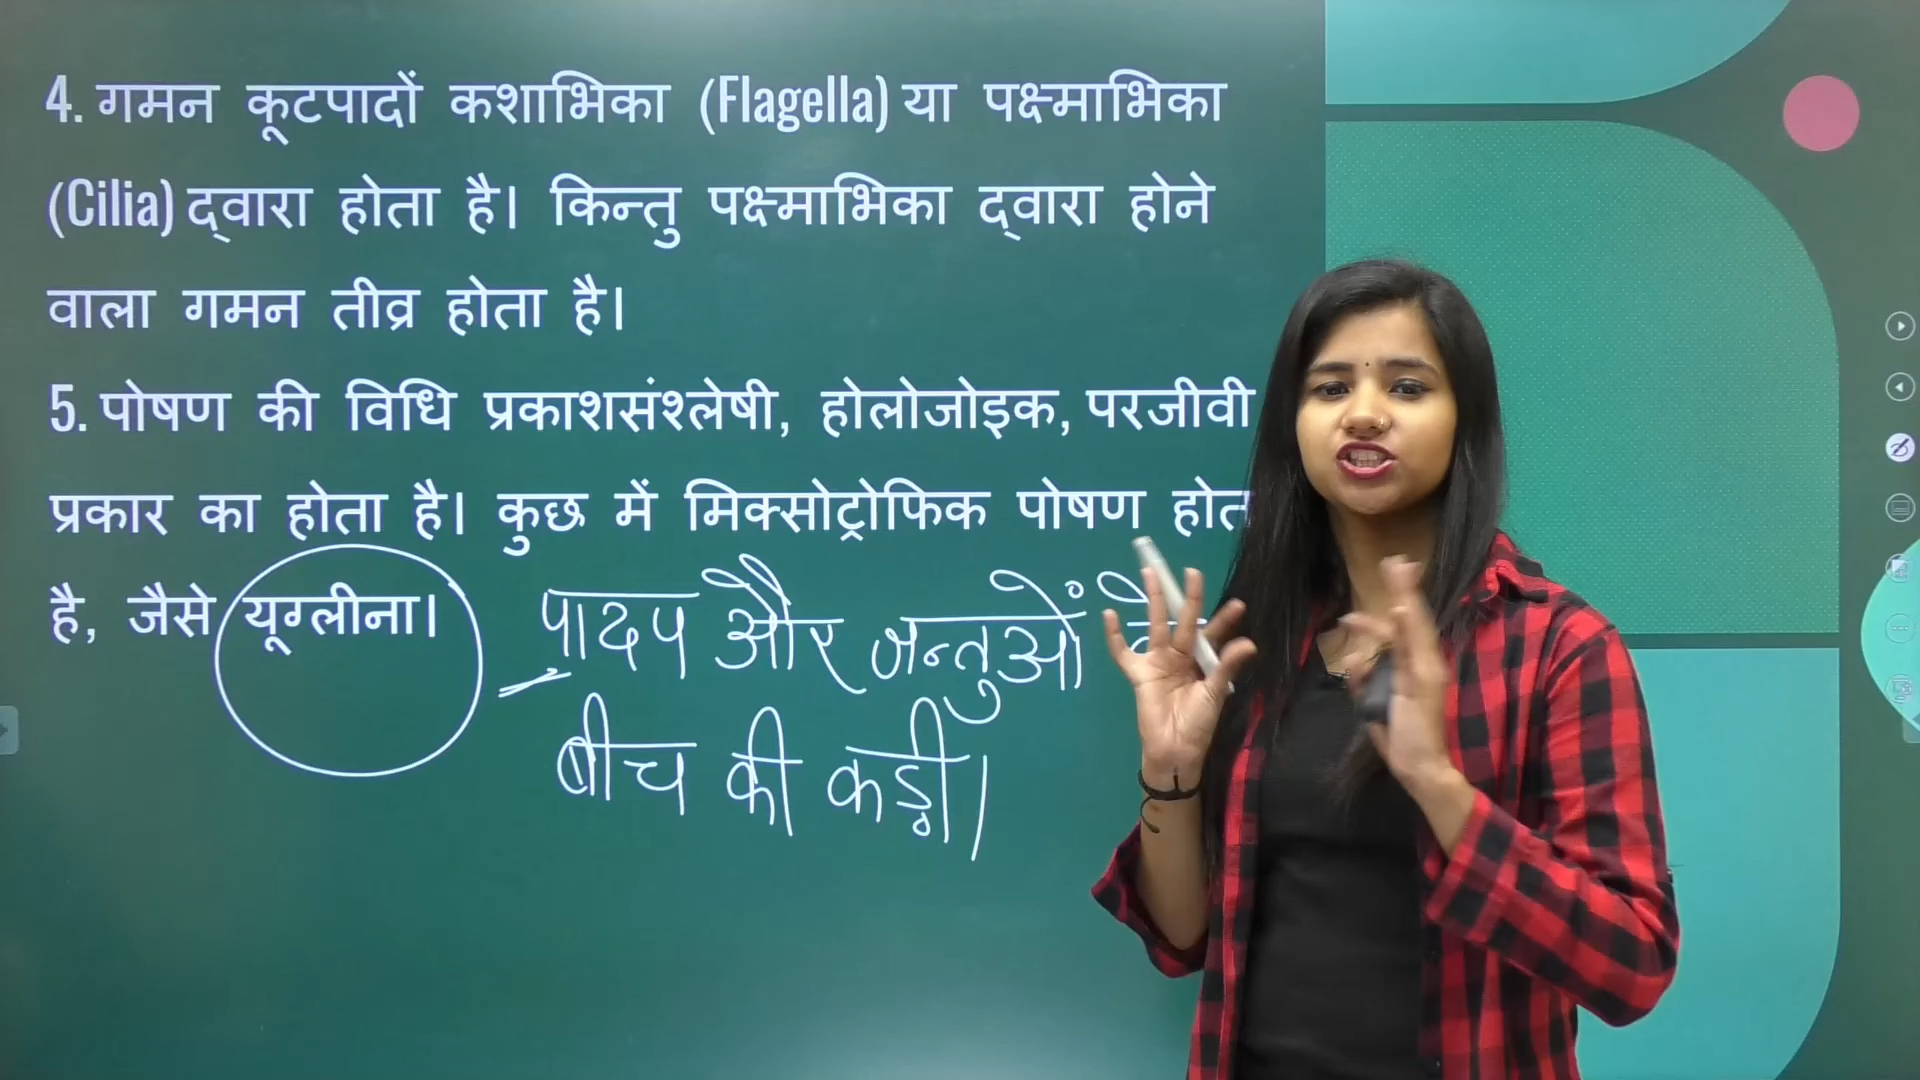 4. गमन कूटपादों कशाभिका (Flagella) या पक्ष्माभिका
(Cilia) द्वारा होता है। किन्तु पक्ष्माभिका द्वारा होने
वाला गमन तीव्र होता है।
5. पोषण की विधि प्रकाशसंश्लेषी, होलोजोइक, परजीवी
प्रकार का होता है। कुछ में मिक्सोट्रोफिक पोषण होत
है, जैसे यूग्लीना।
पादप और जन्तुओं
बीच की कड़ी।